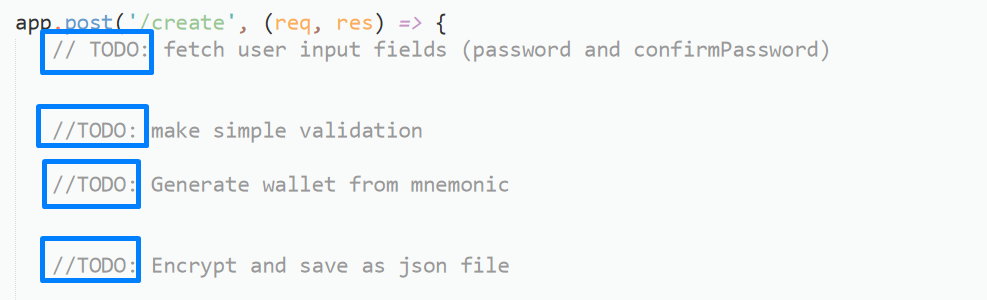 app.post('/create', (req, res) => {
// TODO: fetch user input fields (password and confirmPassword)
//TODO: make simple validation
//TODO: Generate wallet from mnemonic
//TODO: Encrypt and save as json file